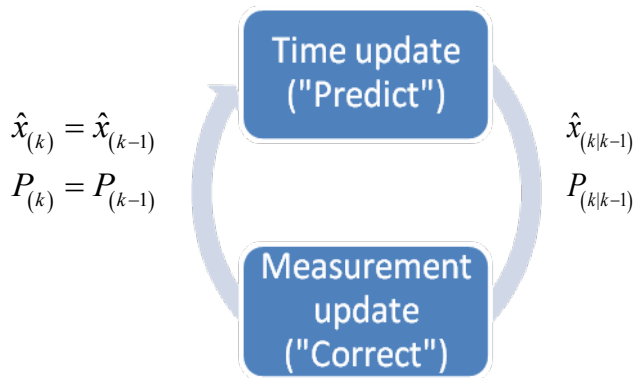 Time update
("Predict")
x̂(k) = x̂(k−1)
P(k) = P(k−1)
x̂(k|k−1)
P(k|k−1)
Measurement
update
("Correct")